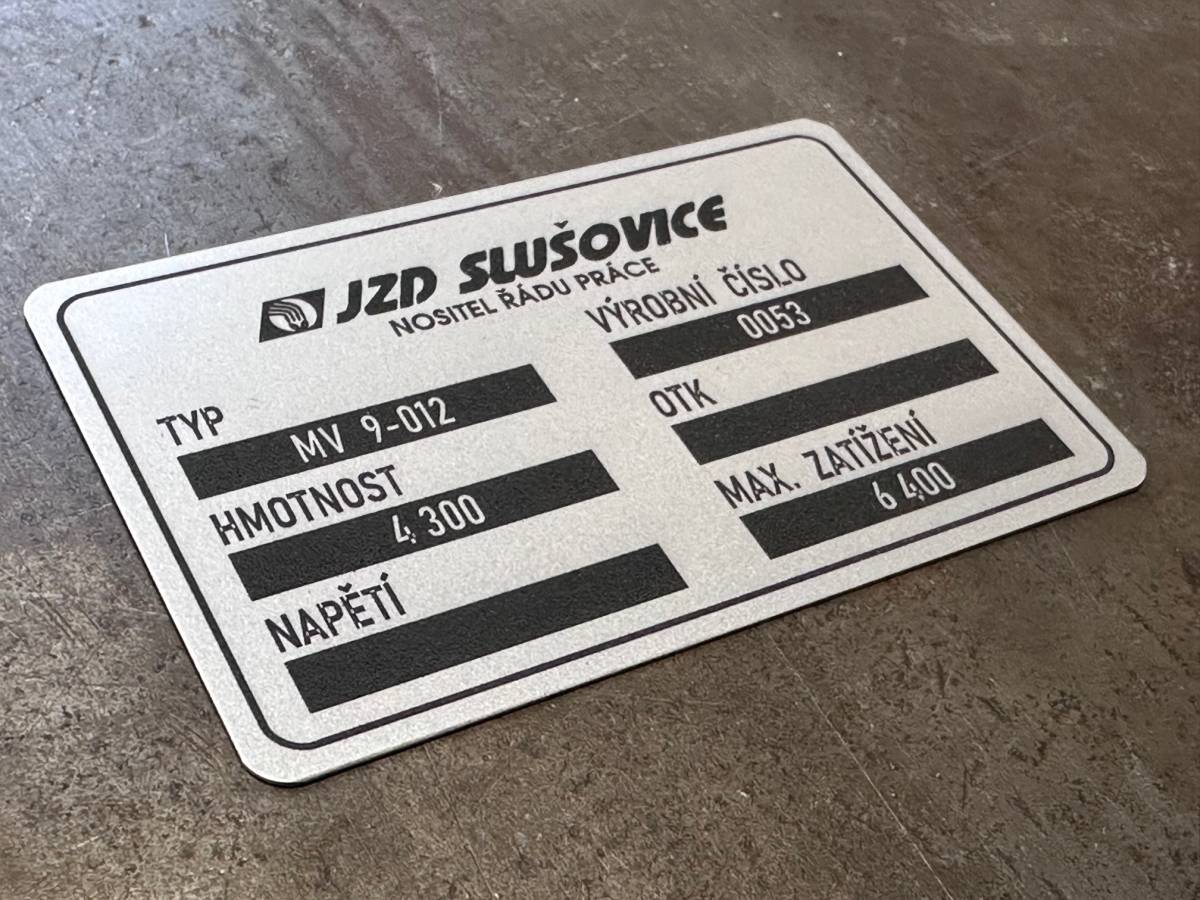 JZD SLUŠOVICE
NOSITEL ŘÁDU PRÁCE
TYP
MV 9-012
HMOTNOST
4 300
NAPĚTÍ
VÝROBNÍ ČÍSLO
0053
OTK
MAX. ZATÍŽENÍ
6 400